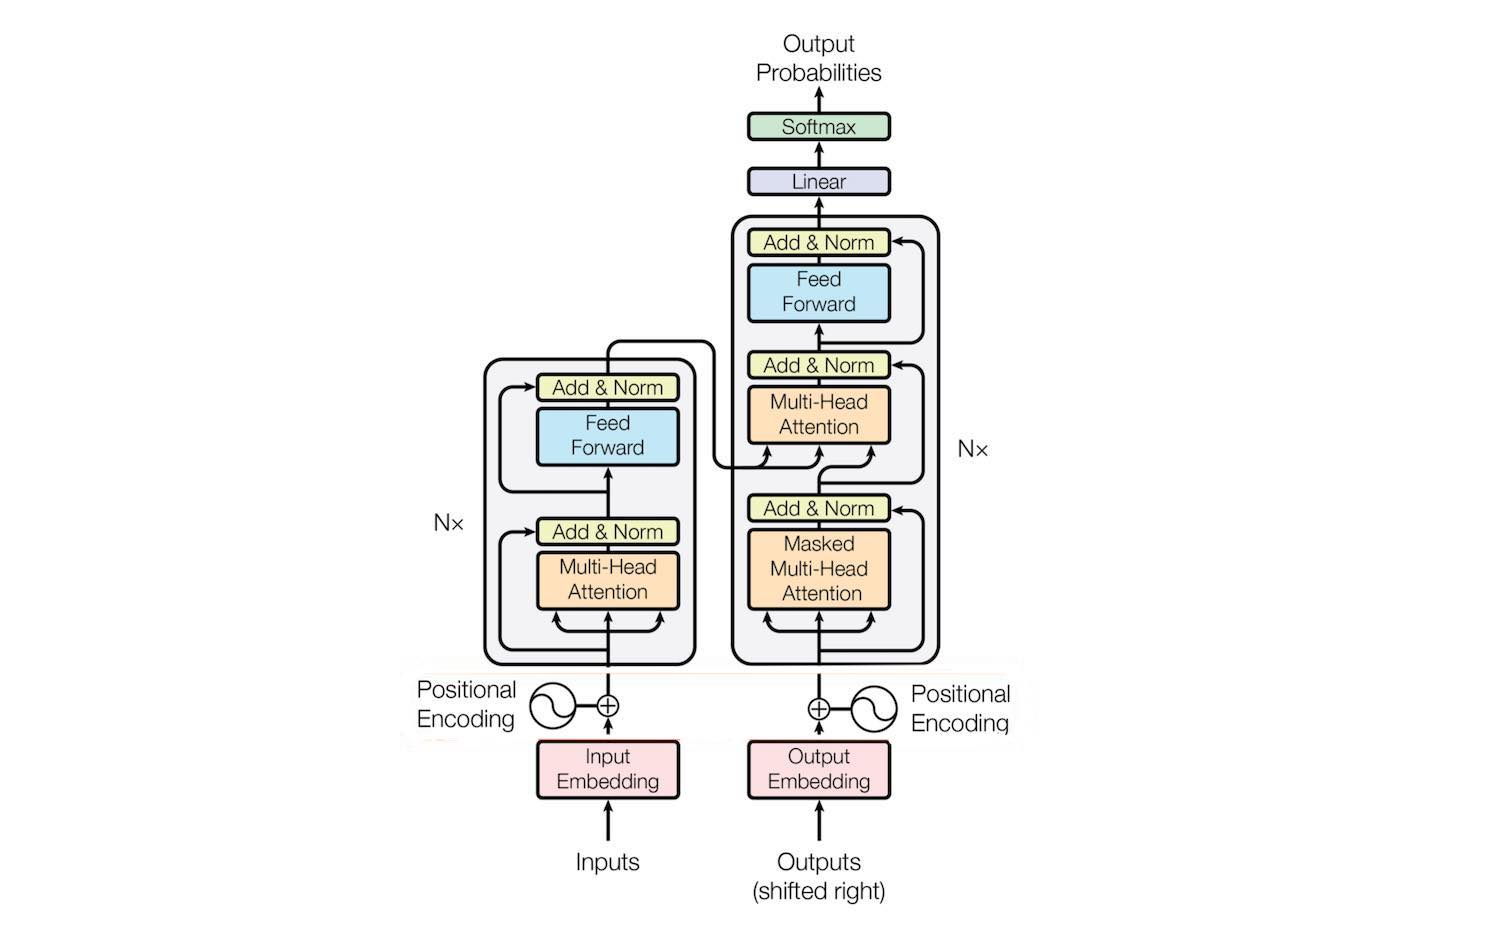 Output
Probabilities
Softmax
Linear
Add & Norm
Feed
Forward
Add & Norm
Multi-Head
Attention
Add & Norm
Masked
Multi-Head
Attention
Nx
Add & Norm
Feed
Forward
Add & Norm
Multi-Head
Attention
Nx
Positional
Encoding
Positional
Encoding
Input
Embedding
Output
Embedding
Inputs
Outputs
(shifted right)